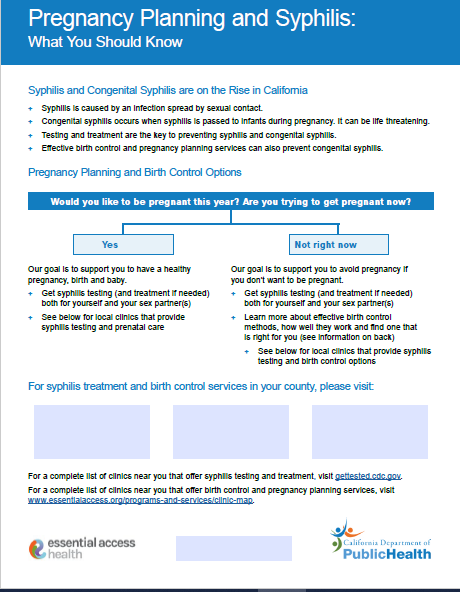 Pregnancy Planning and Syphilis:
What You Should Know
Syphilis and Congenital Syphilis are on the Rise in California
+ Syphilis is caused by an infection spread by sexual contact.
+ Congenital syphilis occurs when syphilis is passed to infants during pregnancy. It can be life threatening.
+ Testing and treatment are the key to preventing syphilis and congenital syphilis.
+ Effective birth control and pregnancy planning services can also prevent congenital syphilis.
Pregnancy Planning and Birth Control Options
Would you like to be pregnant this year? Are you trying to get pregnant now?
Yes
Our goal is to support you to have a healthy
pregnancy, birth and baby.
+ Get syphilis testing (and treatment if needed)
both for yourself and your sex partner(s)
+ See below for local clinics that provide
syphilis testing and prenatal care
Not right now
Our goal is to support you to avoid pregnancy if
you don't want to be pregnant.
+ Get syphilis testing (and treatment if needed)
both for yourself and your sex partner(s)
+ Learn more about effective birth control
methods, how well they work and find one that
is right for you (see information on back)
+ See below for local clinics that provide syphilis
testing and birth control options
For syphilis treatment and birth control services in your county, please visit:
For a complete list of clinics near you that offer syphilis testing and treatment, visit gettested.cdc.gov.
For a complete list of clinics near you that offer birth control and pregnancy planning services, visit
www.essentialaccess.org/programs-and-services/clinic-map.
essential access
health
California Department of
PublicHealth